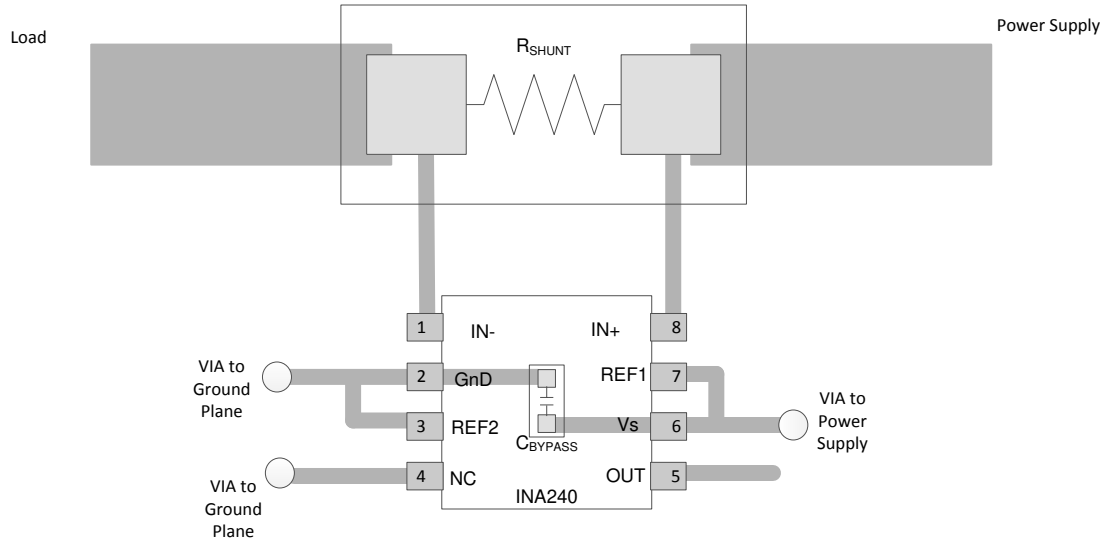 Load
Power Supply
RSHUNT
1
IN-
IN+
8
VIA to
Ground
Plane
2
GnD
REF1
7
VIA to
Power
Supply
3
REF2
Vs
6
CBYPASS
4
NC
OUT
5
VIA to
Ground
Plane
INA240